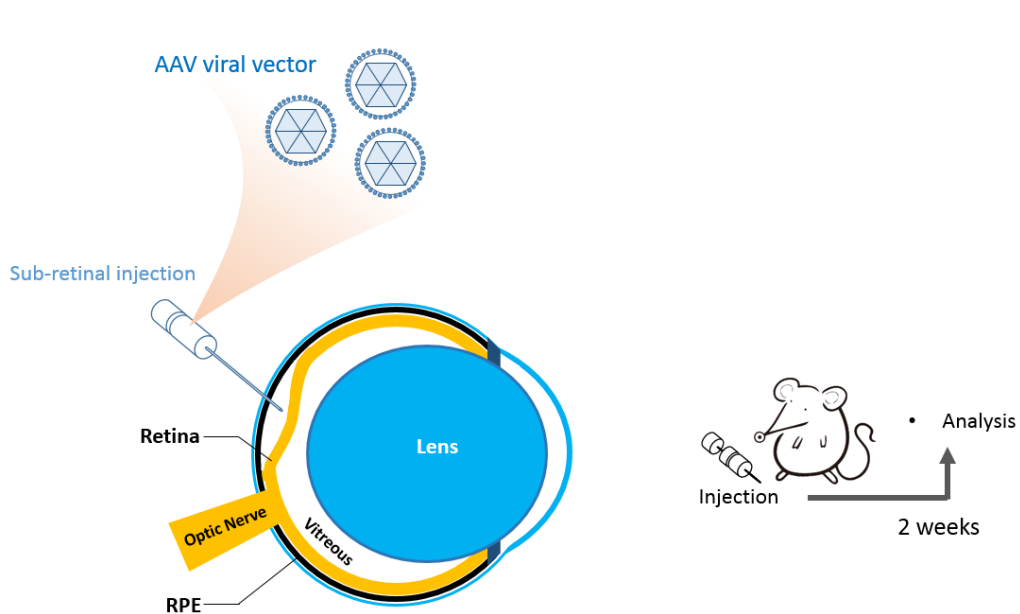 AAV viral vector
Sub-retinal injection
Retina
Lens
Optic Nerve
Vitreous
RPE
• Analysis
Injection
2 weeks